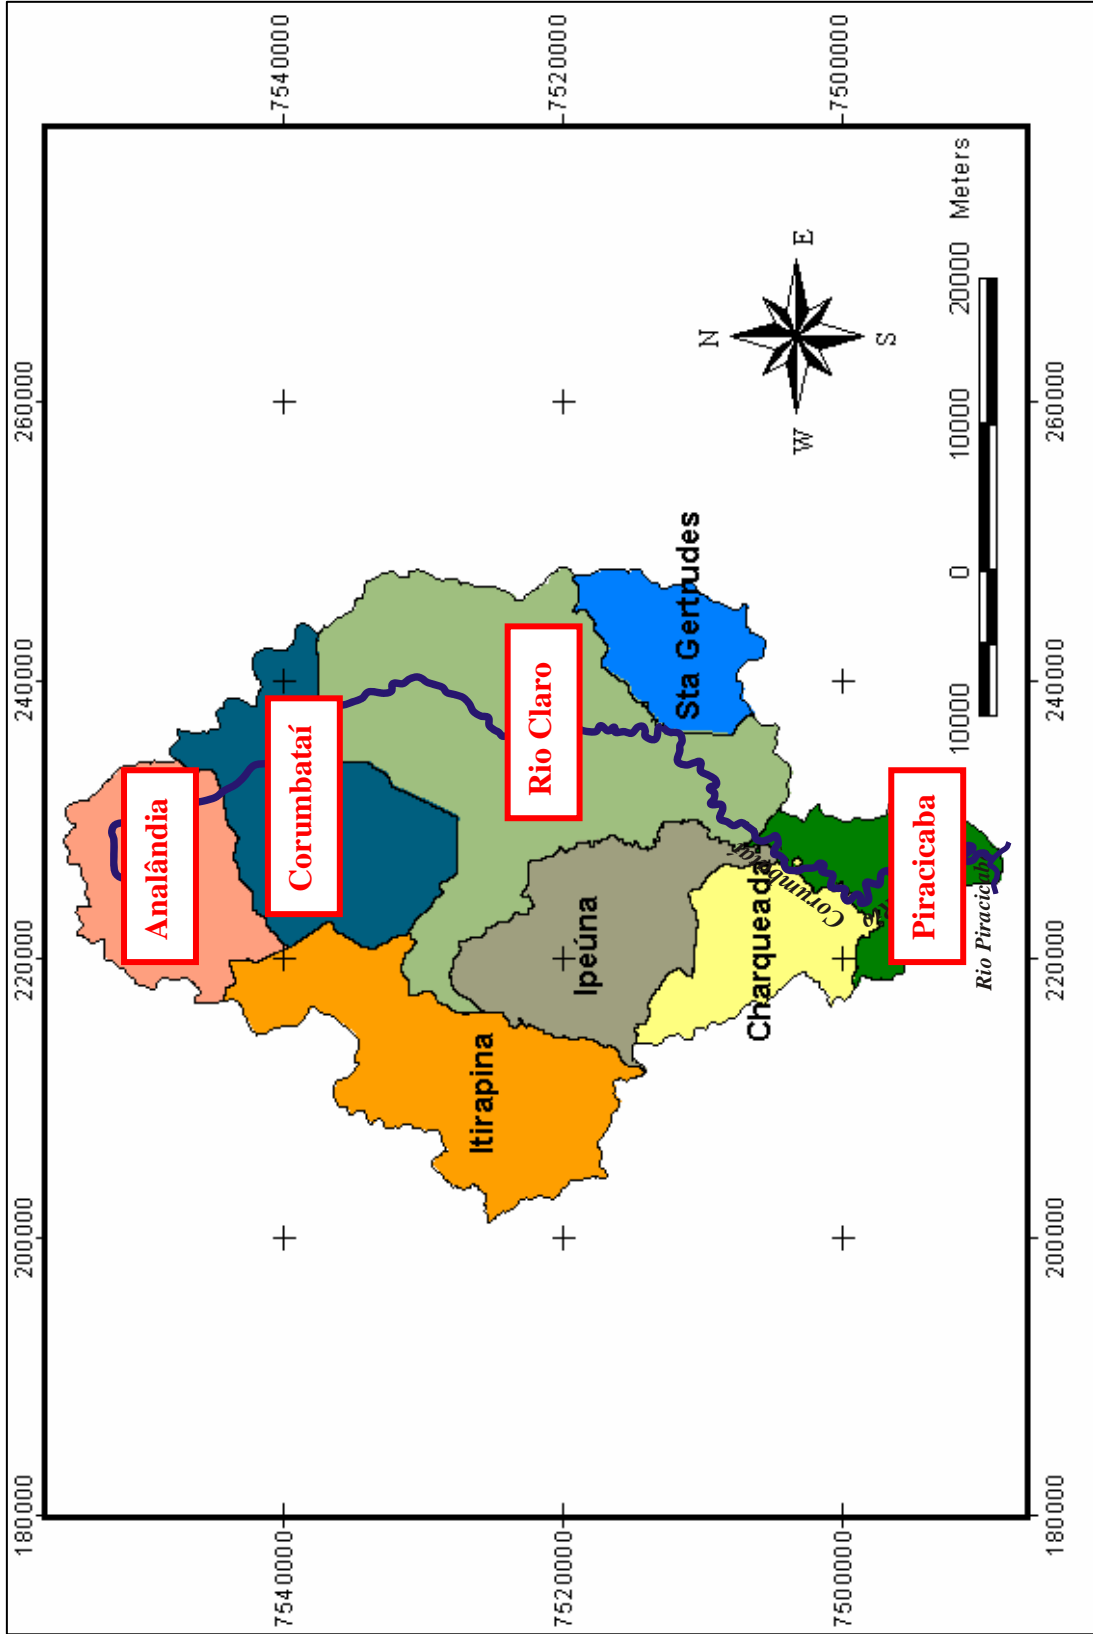 180000 200000 220000 240000 260000
Analândia
7540000 7540000
Corumbataí
Itirapina
Rio Claro
7520000 7520000
Ipeúna
Sta Gertrudes
N
Charqueada
W E
Corumbataí
7500000 7500000
S
Piracicaba
10000 0 10000 20000 Meters
Rio Piracicaba
180000 200000 220000 240000 260000